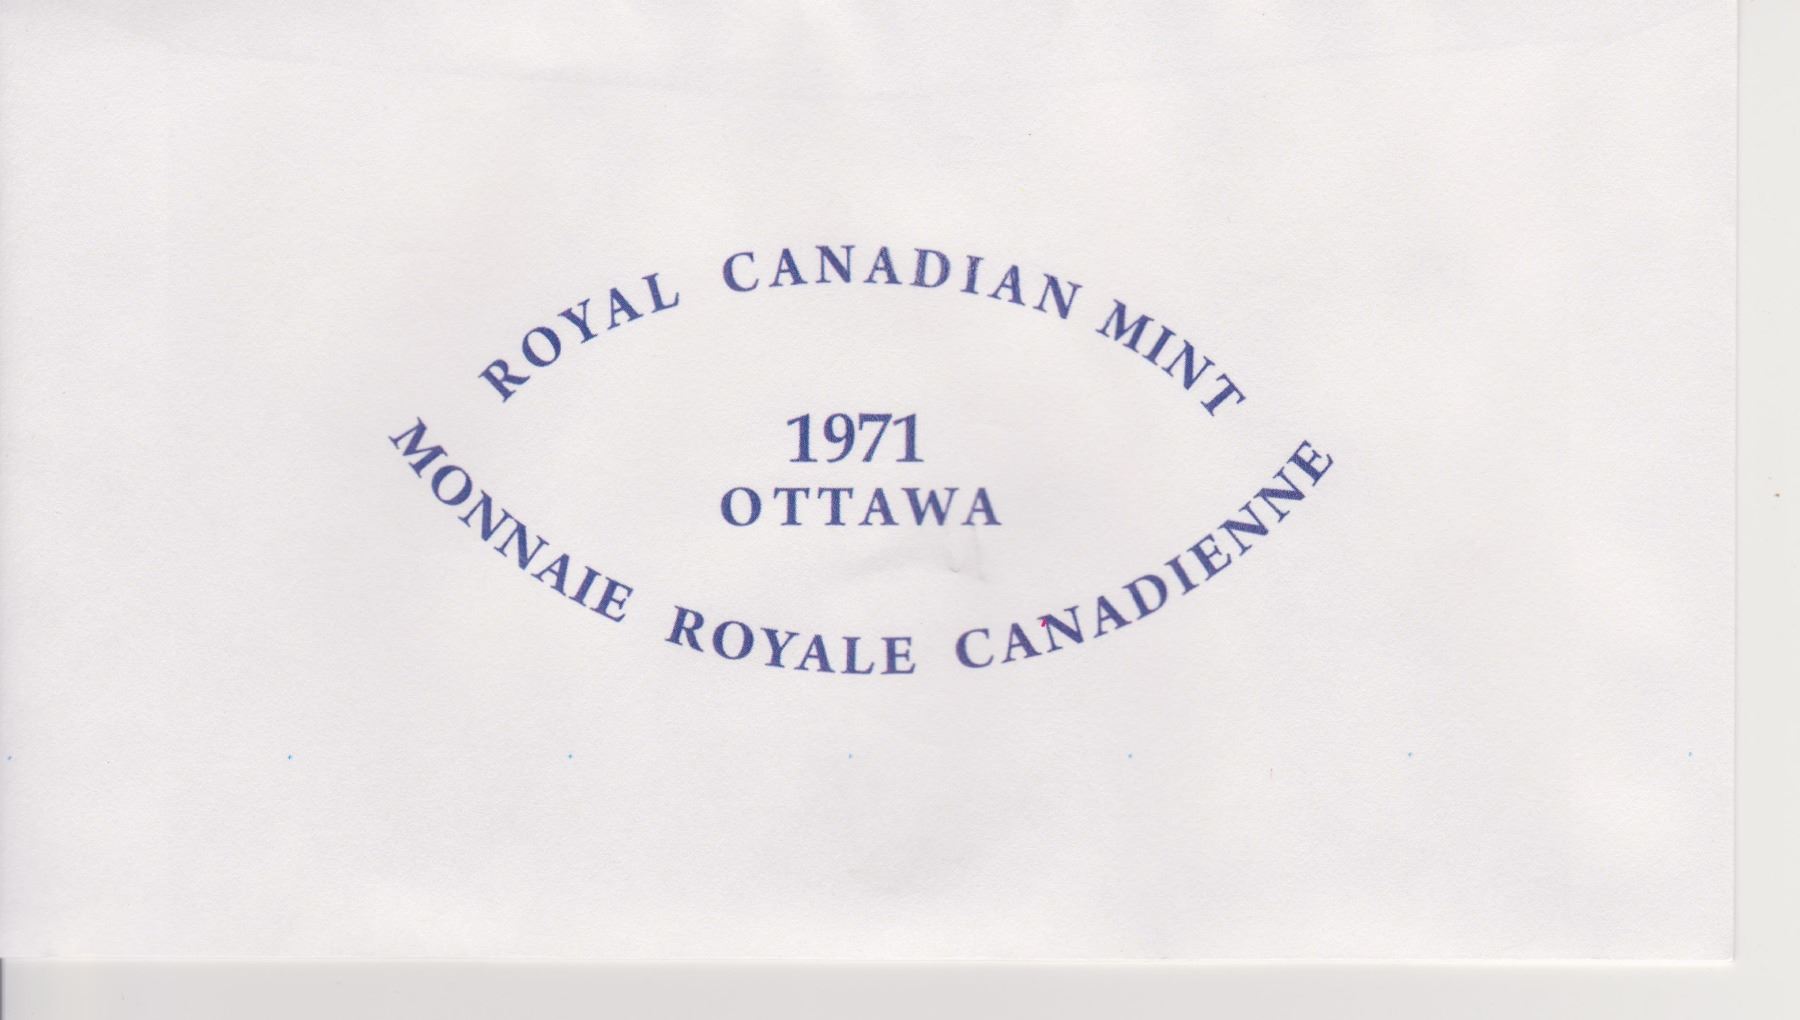 ROYAL CANADIAN MINT
1971
OTTAWA
MONNAIE ROYALE CANADIENNE